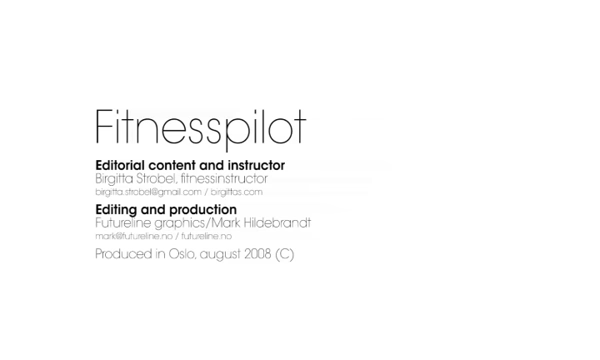 Fitnesspilot
Editorial content and instructor
Birgitta Strobel, fitnessinstructor
birgitta.strobel@gmail.com / birgittas.com
Editing and production
Futureline graphics/Mark Hildebrandt
mark@futureline.no / futureline.no
Produced in Oslo, august 2008 (C)